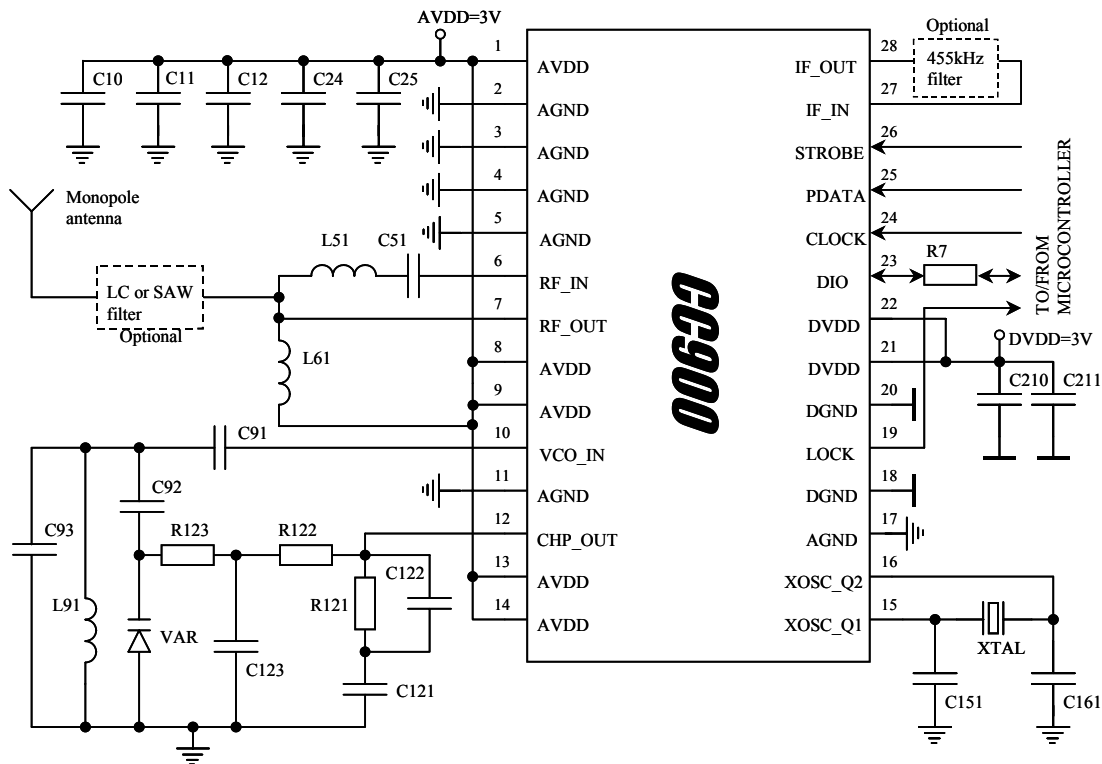 AVDD=3V
C10
C11
C12
C24
C25
Monopole
antenna
LC or SAW
filter
Optional
L51
C51
L61
C91
C92
C93
L91
R123
R122
C122
R121
VAR
C123
C121
1
AVDD
2
AGND
3
AGND
4
AGND
5
AGND
6
RF_IN
7
RF_OUT
8
AVDD
9
AVDD
10
VCO_IN
11
AGND
12
CHP_OUT
13
AVDD
14
AVDD
CC900
28
IF_OUT
27
IF_IN
26
STROBE
25
PDATA
24
CLOCK
23
DIO
22
DVDD
21
DVDD
20
DGND
19
LOCK
18
DGND
17
AGND
16
XOSC_Q2
15
XOSC_Q1
Optional
455kHz
filter
R7
TO/FROM
MICROCONTROLLER
DVDD=3V
C210
C211
XTAL
C151
C161